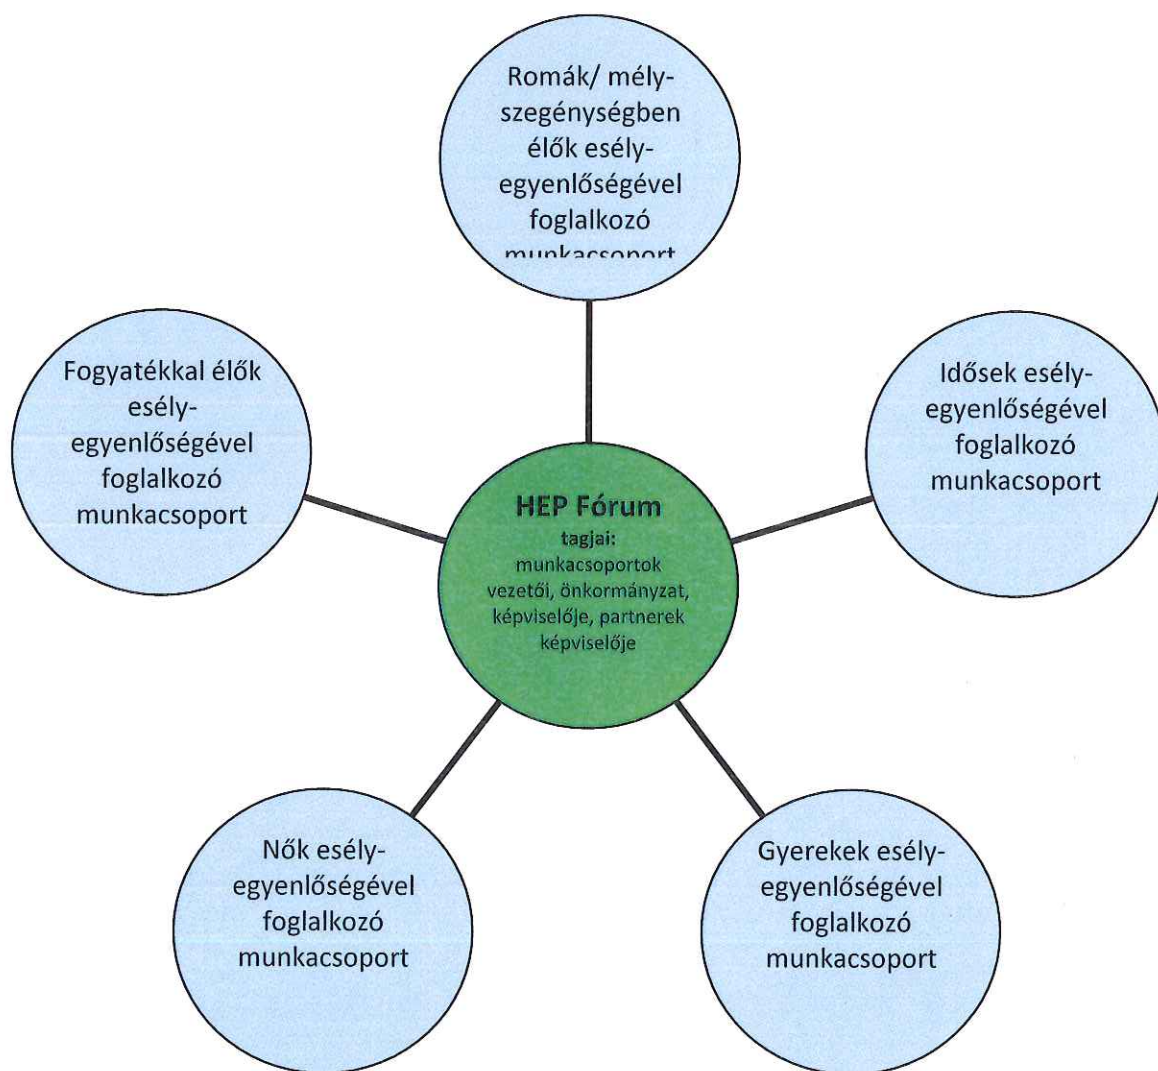 Romák/ mély-
szegénységben
élők esély-
egyenlőségével
foglalkozó
munkacsoport
Fogyatékkal élők
esély-
egyenlőségével
foglalkozó
munkacsoport
Idősek esély-
egyenlőségével
foglalkozó
munkacsoport
HEP Fórum
tagjai:
munkacsoportok
vezetői, önkormányzat,
képviselője, partnerek
képviselője
Nők esély-
egyenlőségével
foglalkozó
munkacsoport
Gyerekek esély-
egyenlőségével
foglalkozó
munkacsoport